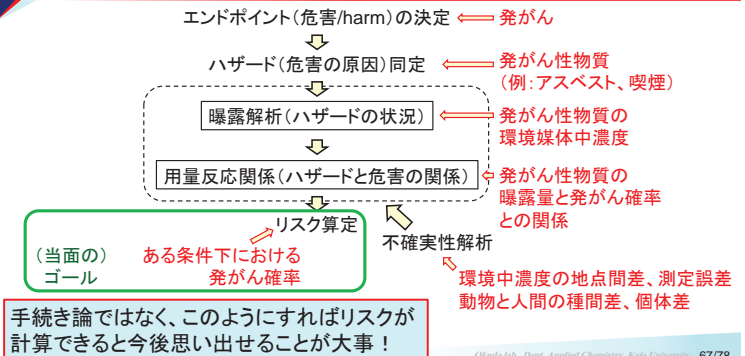 エンドポイント(危害/harm)の決定
発がん
ハザード(危害の原因)同定
発がん性物質
(例:アスベスト、喫煙)
曝露解析(ハザードの状況)
発がん性物質の
環境媒体中濃度
用量反応関係(ハザードと危害の関係)
発がん性物質の
曝露量と発がん確率
との関係
リスク算定
不確実性解析
(当面の)
ゴール
ある条件下における
発がん確率
環境中濃度の地点間差、測定誤差
動物と人間の種間差、個体差
手続き論ではなく、このようにすればリスクが
計算できると今後思い出せることが大事!
Okada lab., Dept. Applied Chemistry, Keio University 67/78